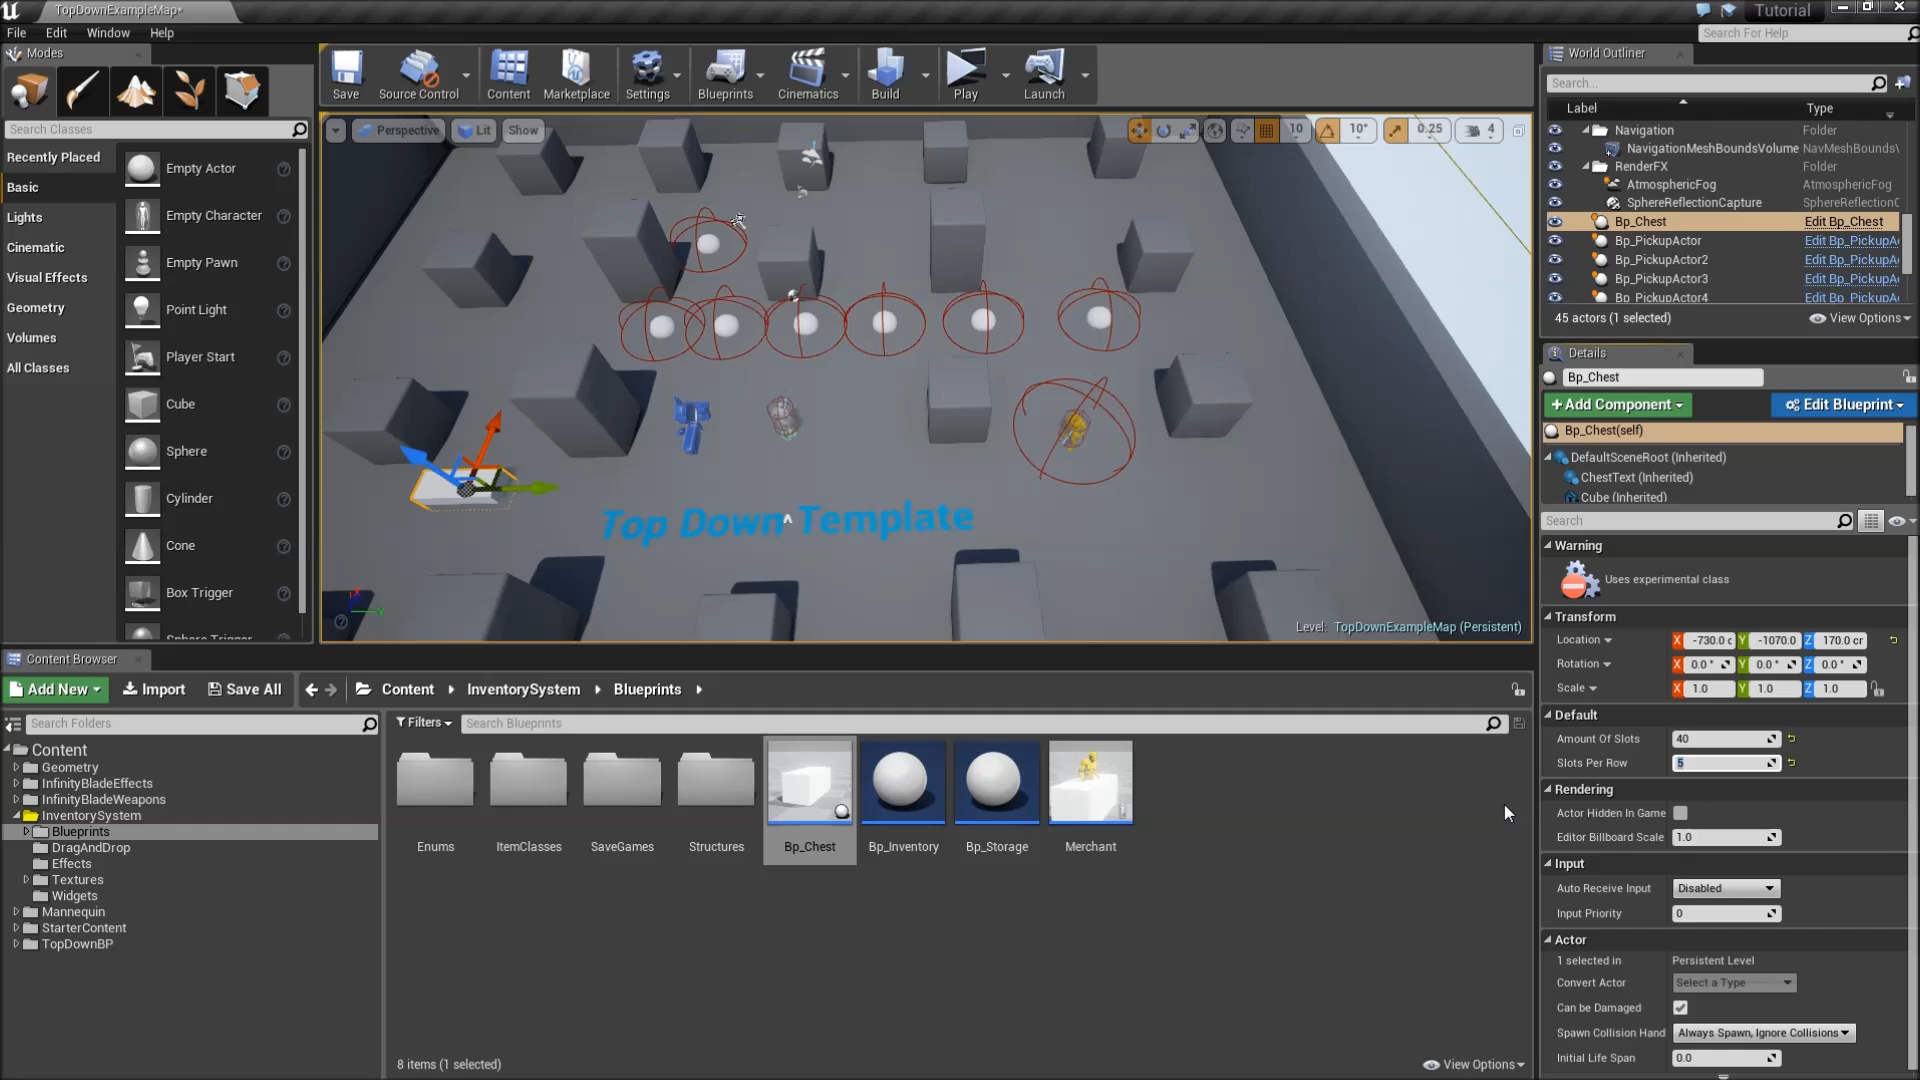 TopDownExampleMap*
Tutorial
File Edit Window Help
Search For Help
Modes
Search Classes
Recently Placed
Basic
Lights
Cinematic
Visual Effects
Geometry
Volumes
All Classes
Empty Actor
Empty Character
Empty Pawn
Point Light
Player Start
Cube
Sphere
Cylinder
Cone
Box Trigger
Sphere Trigger
Save
Source Control
Content
Marketplace
Settings
Blueprints
Cinematics
Build
Play
Launch
Perspective
Lit
Show
10
10°
0.25
4
Top Down Template
Level: TopDownExampleMap (Persistent)
World Outliner
Search...
Label Type
Navigation Folder
NavigationMeshBoundsVolume NavMeshBoundsV
RenderFX Folder
AtmosphericFog AtmosphericFog
SphereReflectionCapture SphereReflectionC
Bp_Chest Edit Bp_Chest
Bp_PickupActor Edit Bp_PickupA
Bp_PickupActor2 Edit Bp_PickupA
Bp_PickupActor3 Edit Bp_PickupA
Bp_PickupActor4 Edit Bp_PickupA
45 actors (1 selected) View Options
Details
Bp_Chest
+Add Component
Edit Blueprint
Bp_Chest(self)
DefaultSceneRoot (Inherited)
ChestText (Inherited)
Cube (Inherited)
Search
Warning
Uses experimental class
Transform
Location X -730.0 c Y -1070.0 Z 170.0 cr
Rotation X 0.0 ° Y 0.0 ° Z 0.0 °
Scale X 1.0 Y 1.0 Z 1.0
Default
Amount Of Slots 40
Slots Per Row 5
Rendering
Actor Hidden In Game
Editor Billboard Scale 1.0
Input
Auto Receive Input Disabled
Input Priority 0
Actor
1 selected in Persistent Level
Convert Actor Select a Type
Can be Damaged
Spawn Collision Hand Always Spawn, Ignore Collisions
Initial Life Span 0.0
Content Browser
Add New Import Save All Content InventorySystem Blueprints
Search Folders
Filters
Search Blueprints
Content
Geometry
InfinityBladeEffects
InfinityBladeWeapons
InventorySystem
Blueprints
DragAndDrop
Effects
Textures
Widgets
Mannequin
StarterContent
TopDownBP
Enums
ItemClasses
SaveGames
Structures
Bp_Chest
Bp_Inventory
Bp_Storage
Merchant
8 items (1 selected)
View Options